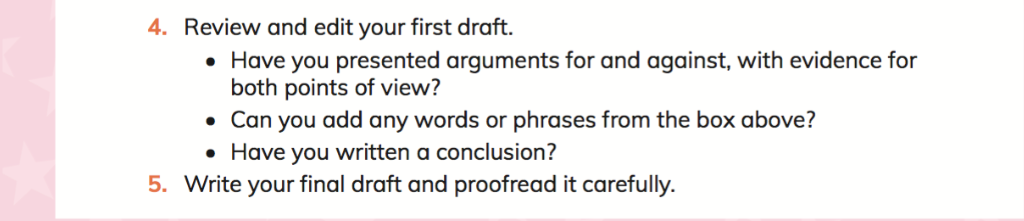 4. Review and edit your first draft.
• Have you presented arguments for and against, with evidence for
both points of view?
• Can you add any words or phrases from the box above?
• Have you written a conclusion?
5. Write your final draft and proofread it carefully.